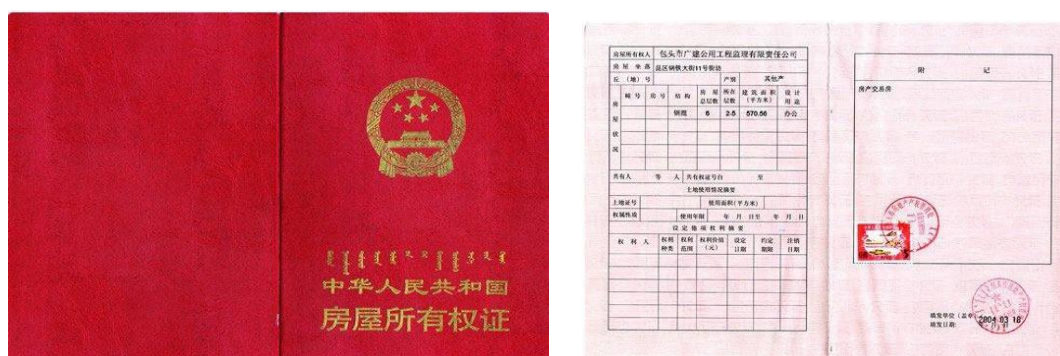 中华人民共和国
房屋所有权证
房屋所有权人 包头市广建公用工程监理有限责任公司
房屋坐落 昆区钢铁大街11号街坊
丘（地）号 产别 其他产
房屋状况
幢号 房号 结构 房屋总层数 所在层数 建筑面积（平方米） 设计用途
钢混 6 2-5 570.56 办公
共有人 等 人 共有权证号自 至
土地使用情况摘要
土地证号 使用面积（平方米）
权属性质 使用年限 年 月 日至 年 月 日
设定他项权利摘要
权利人 权利种类 权利范围 权利价值（元） 设定日期 约定期限 注销日期
附 记
房产交易房
填发单位（盖章）
填发日期： 2004 03 16